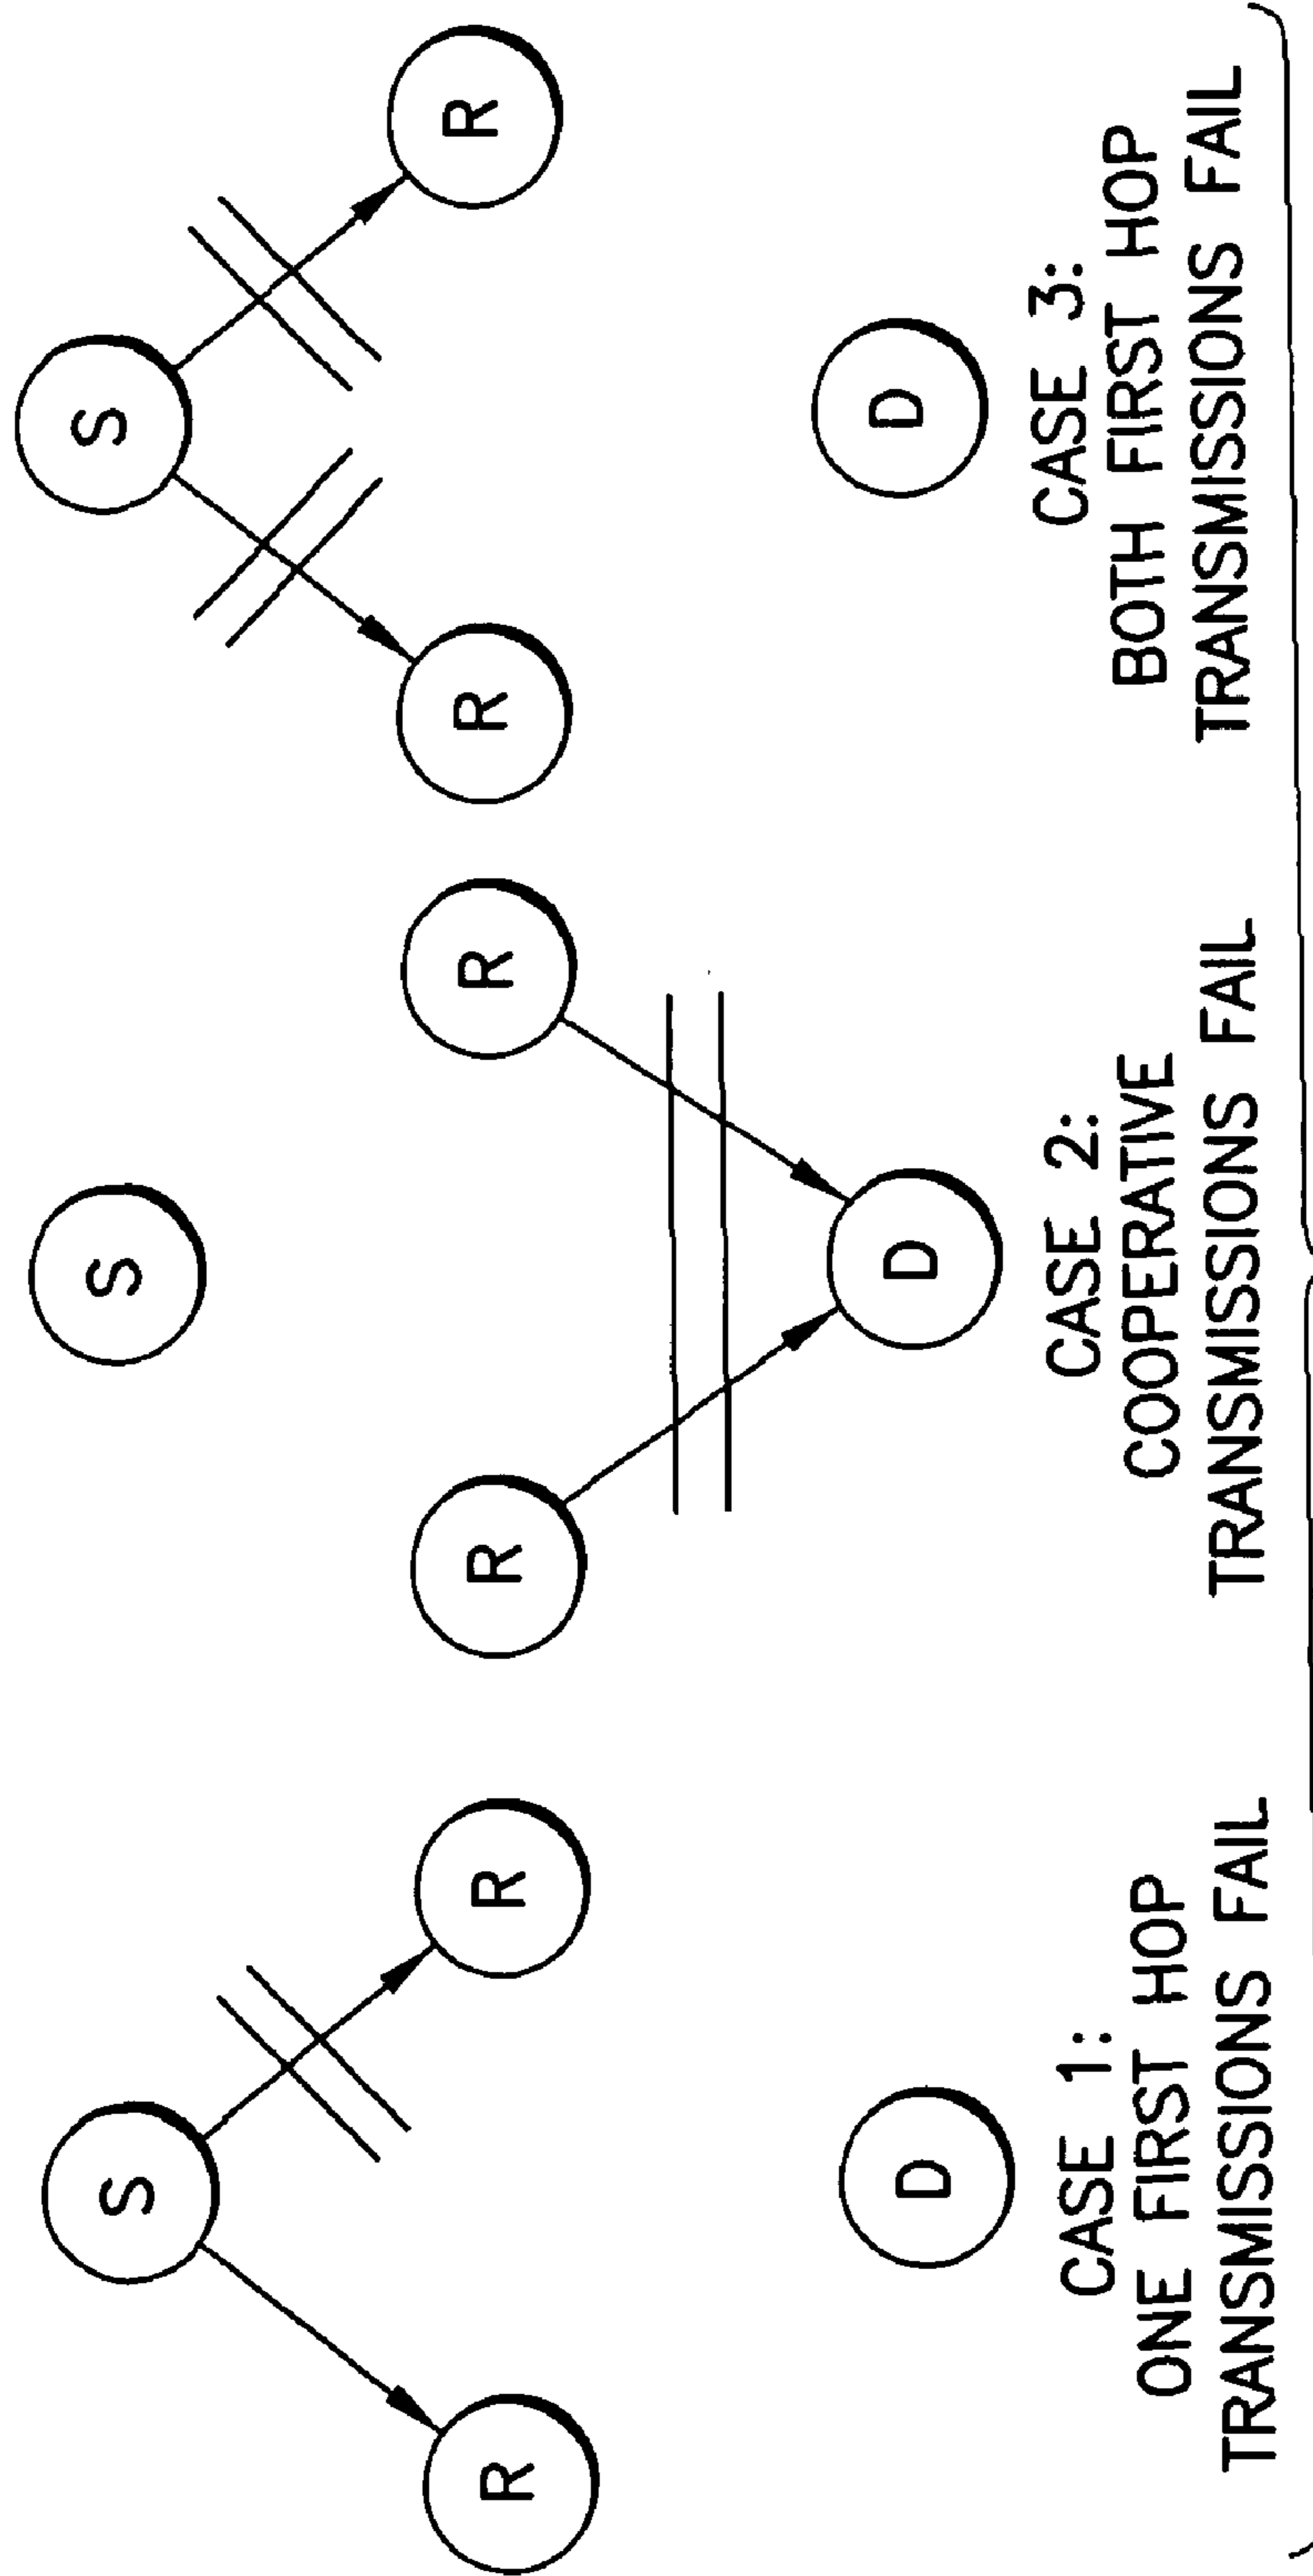 S
R
R
D
CASE 1:
ONE FIRST HOP
TRANSMISSIONS FAIL
S
R
R
D
CASE 2:
COOPERATIVE
TRANSMISSIONS FAIL
S
R
R
D
CASE 3:
BOTH FIRST HOP
TRANSMISSIONS FAIL